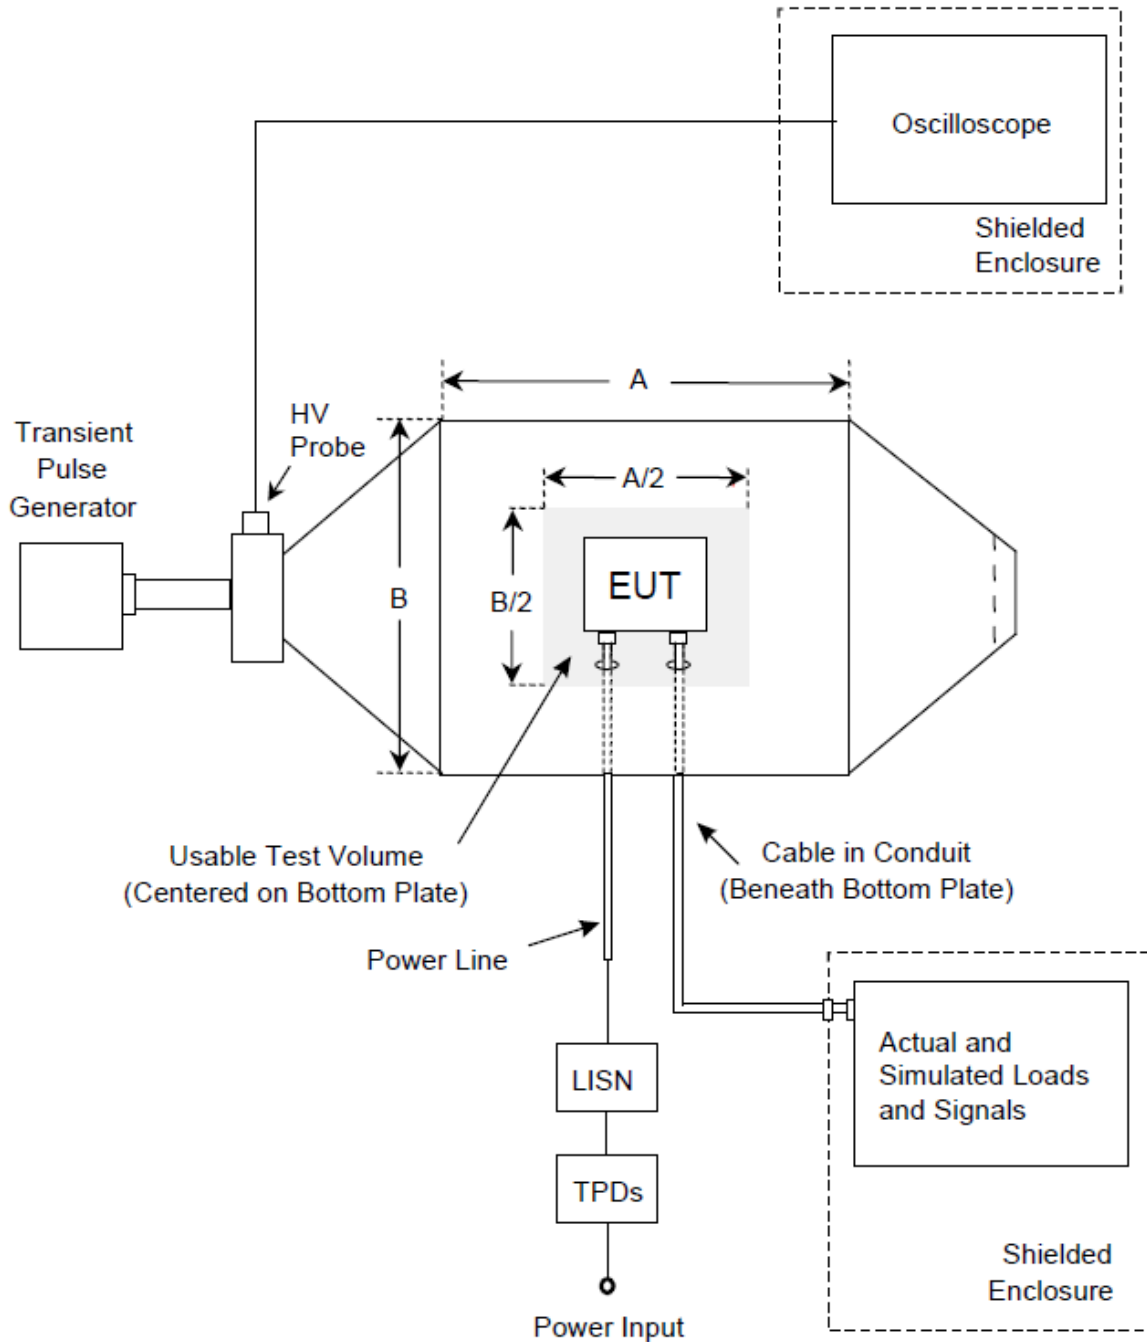 Oscilloscope
Shielded
Enclosure
A
HV
Probe
Transient
Pulse
Generator
A/2
B
B/2
EUT
Usable Test Volume
(Centered on Bottom Plate)
Cable in Conduit
(Beneath Bottom Plate)
Power Line
Actual and
Simulated Loads
and Signals
LISN
TPDs
Shielded
Enclosure
Power Input